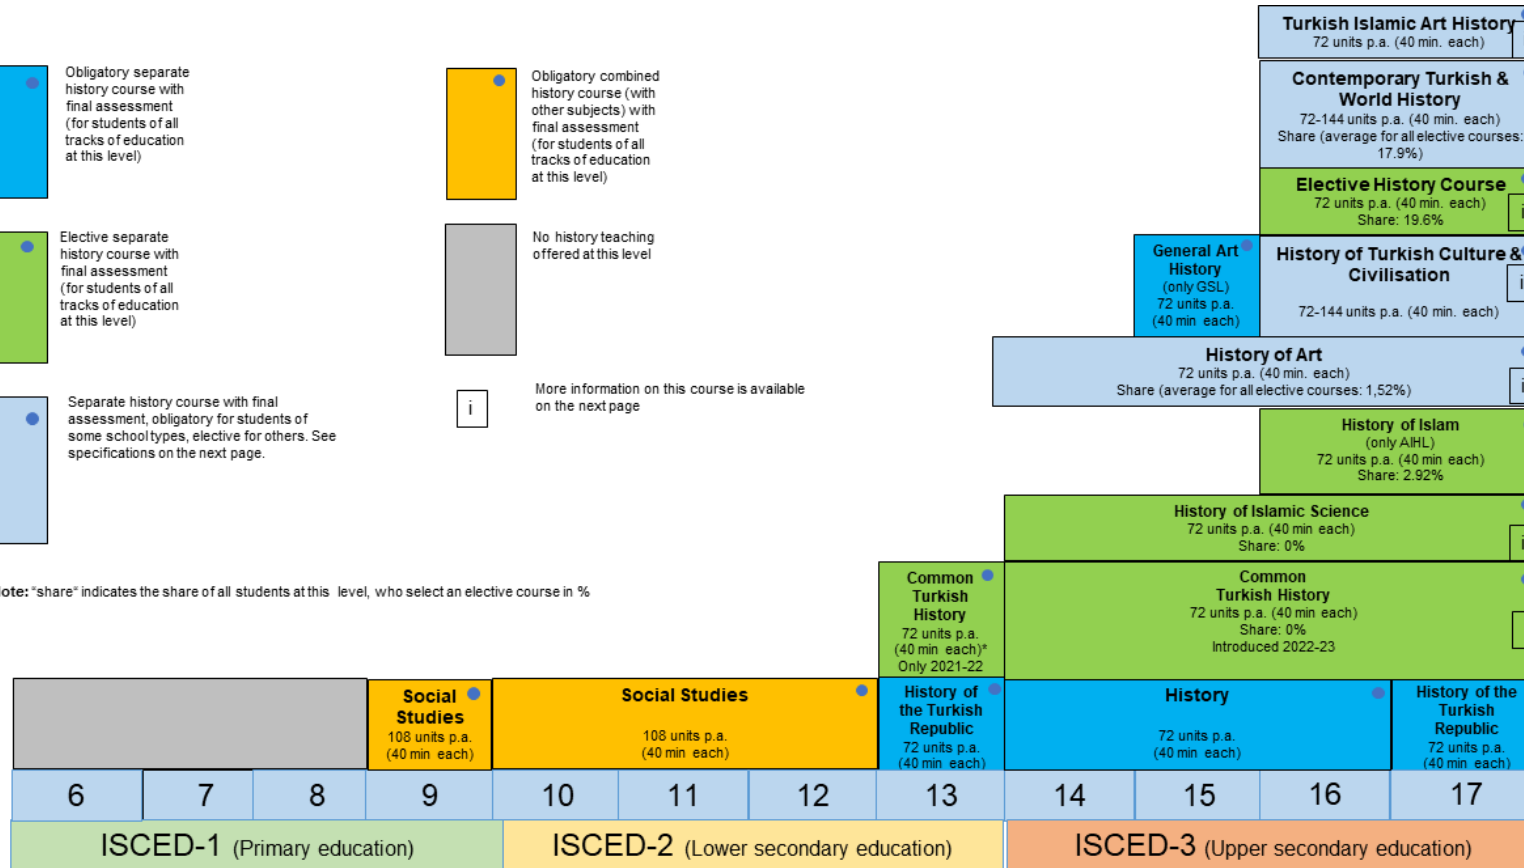 Obligatory separate
history course with
final assessment
(for students of all
tracks of education
at this level)
Obligatory combined
history course (with
other subjects) with
final assessment
(for students of all
tracks of education
at this level)
Elective separate
history course with
final assessment
(for students of all
tracks of education
at this level)
No history teaching
offered at this level
Separate history course with final
assessment, obligatory for students of
some school types, elective for others. See
specifications on the next page.
i
More information on this course is available
on the next page
ote: "share" indicates the share of all students at this level, who select an elective course in %
Turkish Islamic Art History
72 units p.a. (40 min. each)
Contemporary Turkish &
World History
72-144 units p.a. (40 min. each)
Share (average for all elective courses:
17.9%)
Elective History Course
72 units p.a. (40 min. each)
Share: 19.6%
i
General Art
History
(only GSL)
72 units p.a.
(40 min each)
History of Turkish Culture &
Civilisation
72-144 units p.a. (40 min. each)
i
History of Art
72 units p.a. (40 min. each)
Share (average for all elective courses: 1,52%)
i
History of Islam
(only AIHL)
72 units p.a. (40 min each)
Share: 2.92%
History of Islamic Science
72 units p.a. (40 min each)
Share: 0%
i
Common
Turkish
History
72 units p.a.
(40 min each)*
Only 2021-22
Common
Turkish History
72 units p.a. (40 min each)
Share: 0%
Introduced 2022-23
Social
Studies
108 units p.a.
(40 min each)
Social Studies
108 units p.a.
(40 min each)
History of
the Turkish
Republic
72 units p.a.
(40 min each)
History
72 units p.a.
(40 min each)
History of the
Turkish
Republic
72 units p.a.
(40 min each)
6 7 8 9 10 11 12 13 14 15 16 17
ISCED-1 (Primary education) ISCED-2 (Lower secondary education) ISCED-3 (Upper secondary education)